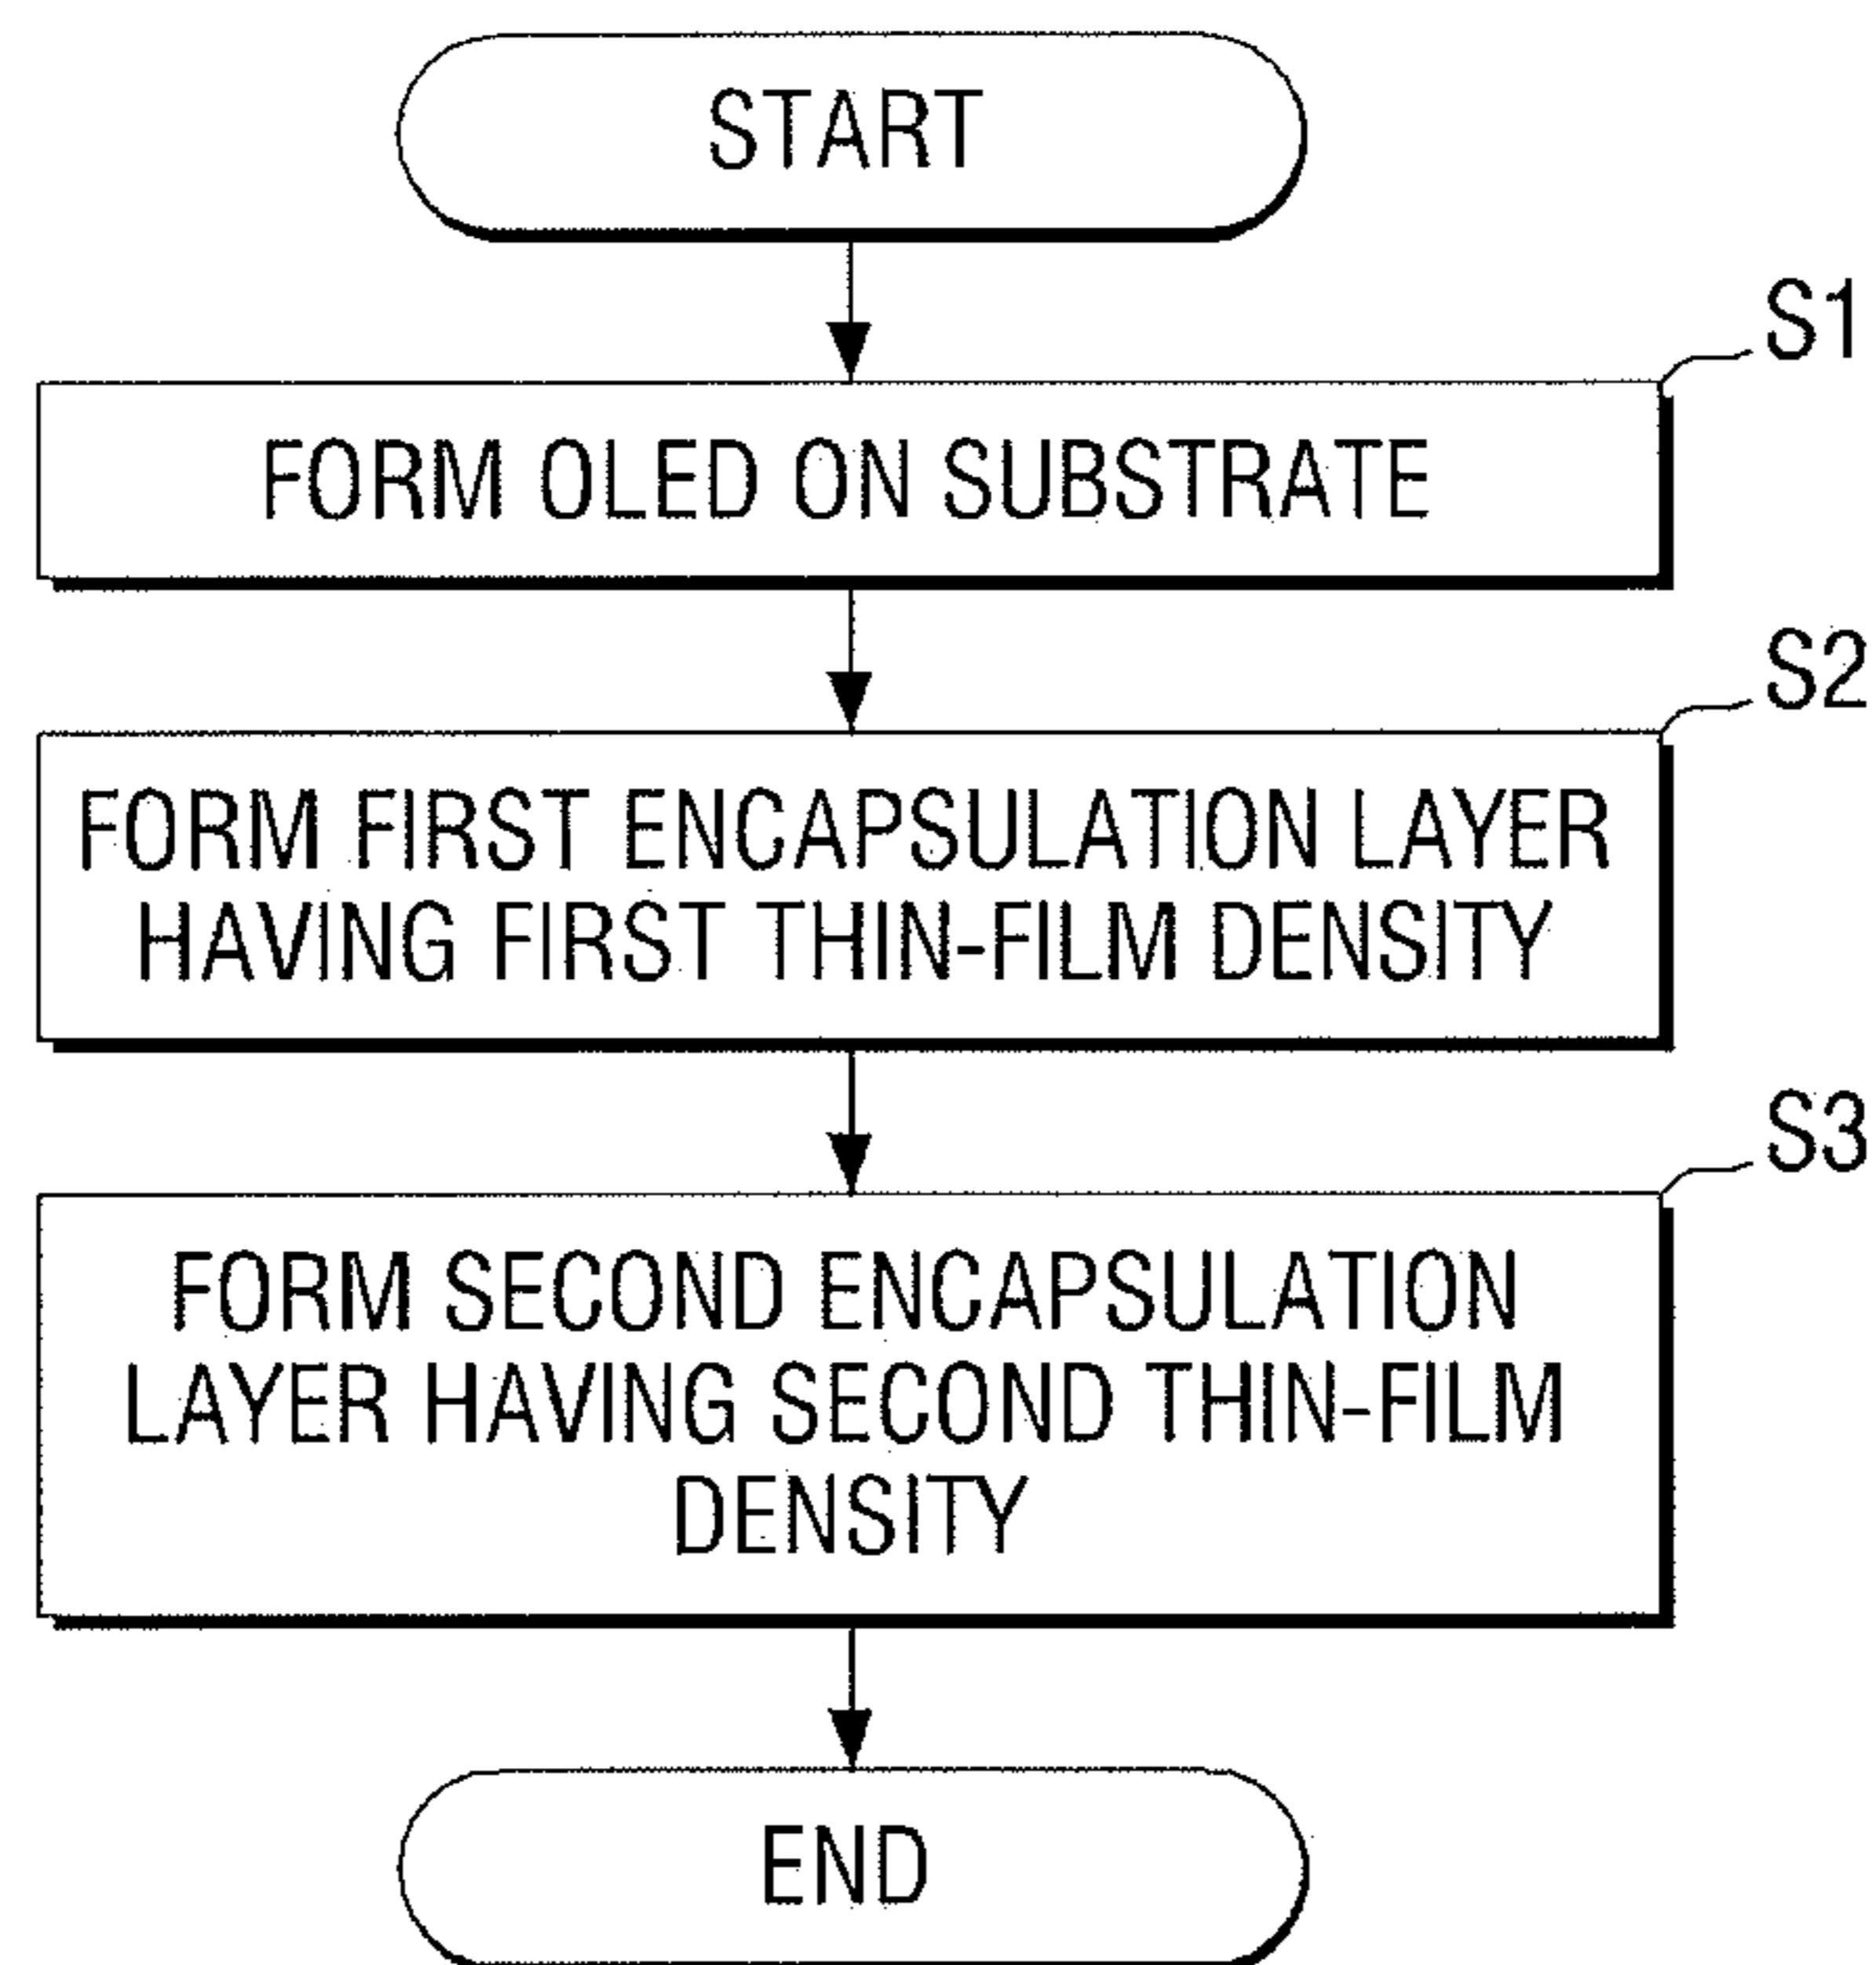 START
S1
FORM OLED ON SUBSTRATE
S2
FORM FIRST ENCAPSULATION LAYER
HAVING FIRST THIN-FILM DENSITY
S3
FORM SECOND ENCAPSULATION
LAYER HAVING SECOND THIN-FILM
DENSITY
END